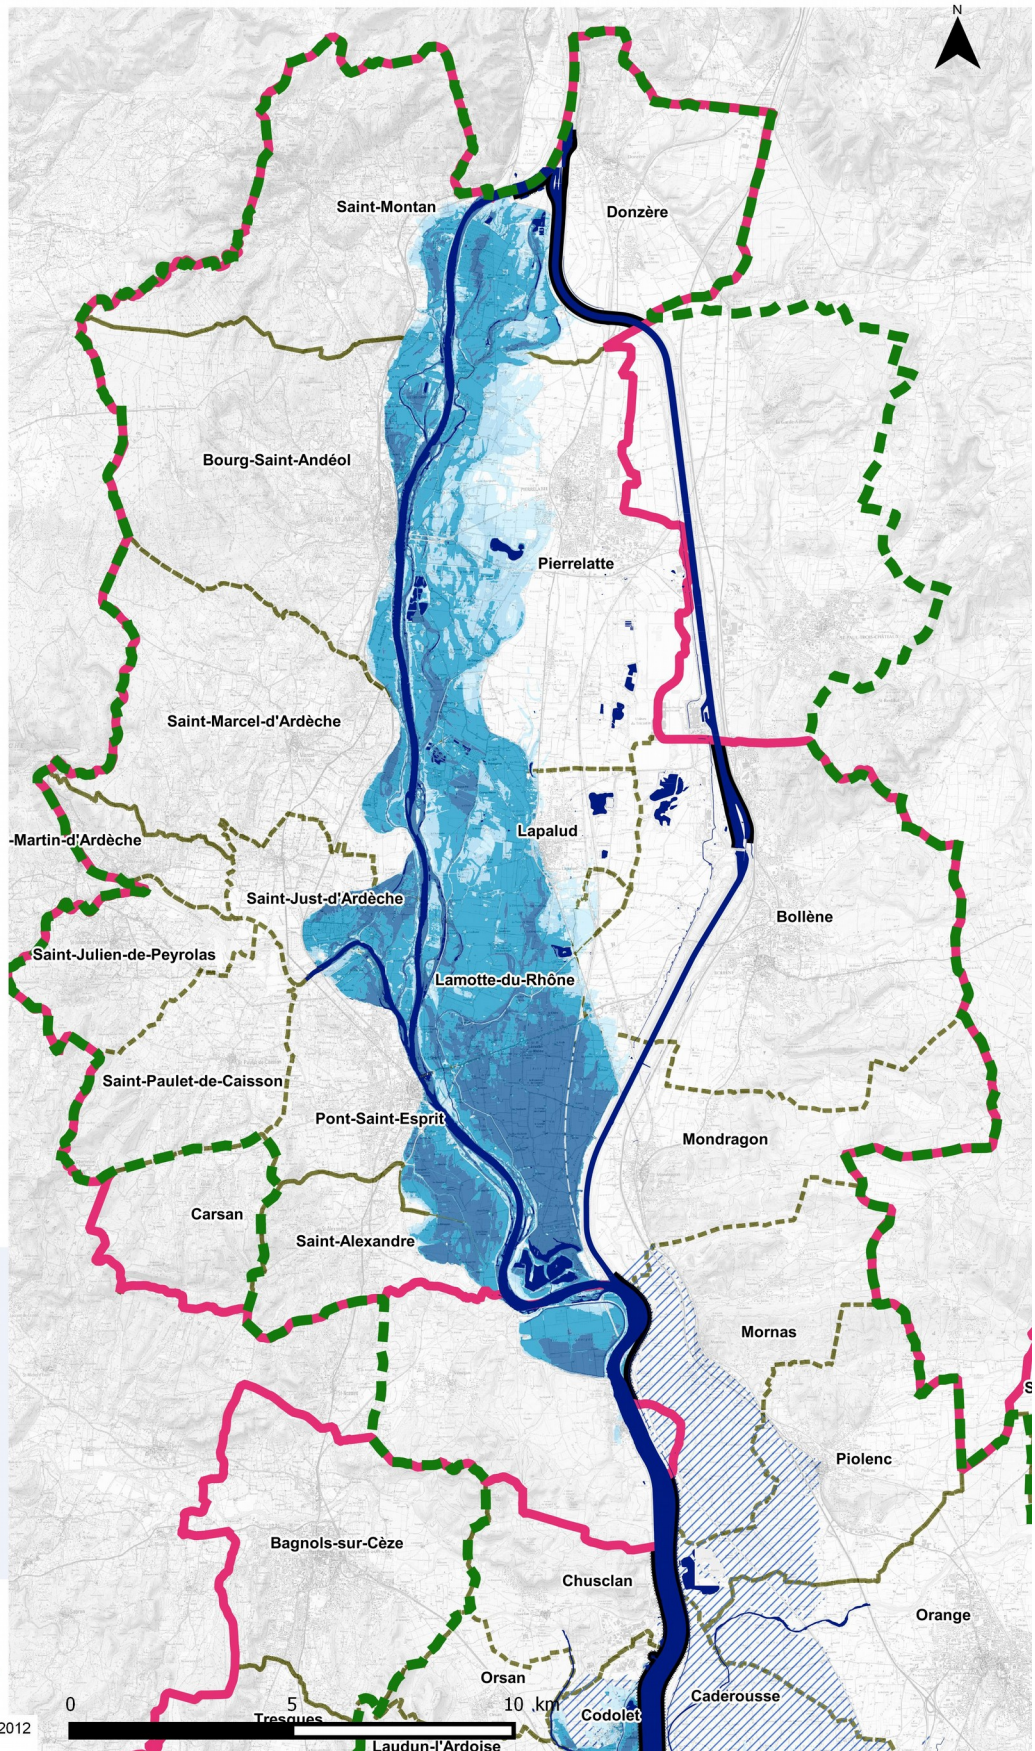 N
Saint-Montan
Donzère
Bourg-Saint-Andéol
Pierrelatte
Saint-Marcel-d'Ardèche
Lapalud
-Martin-d'Ardèche
Saint-Just-d'Ardèche
Bollène
Saint-Julien-de-Peyrolas
Lamotte-du-Rhône
Saint-Paulet-de-Caisson
Pont-Saint-Esprit
Mondragon
Carsan
Saint-Alexandre
Mornas
S
Piolenc
Bagnols-sur-Cèze
Chusclan
Orange
Orsan
Caderousse
0 5 10 km
Codolet
Tresques
2012
Laudun-l'Ardoise